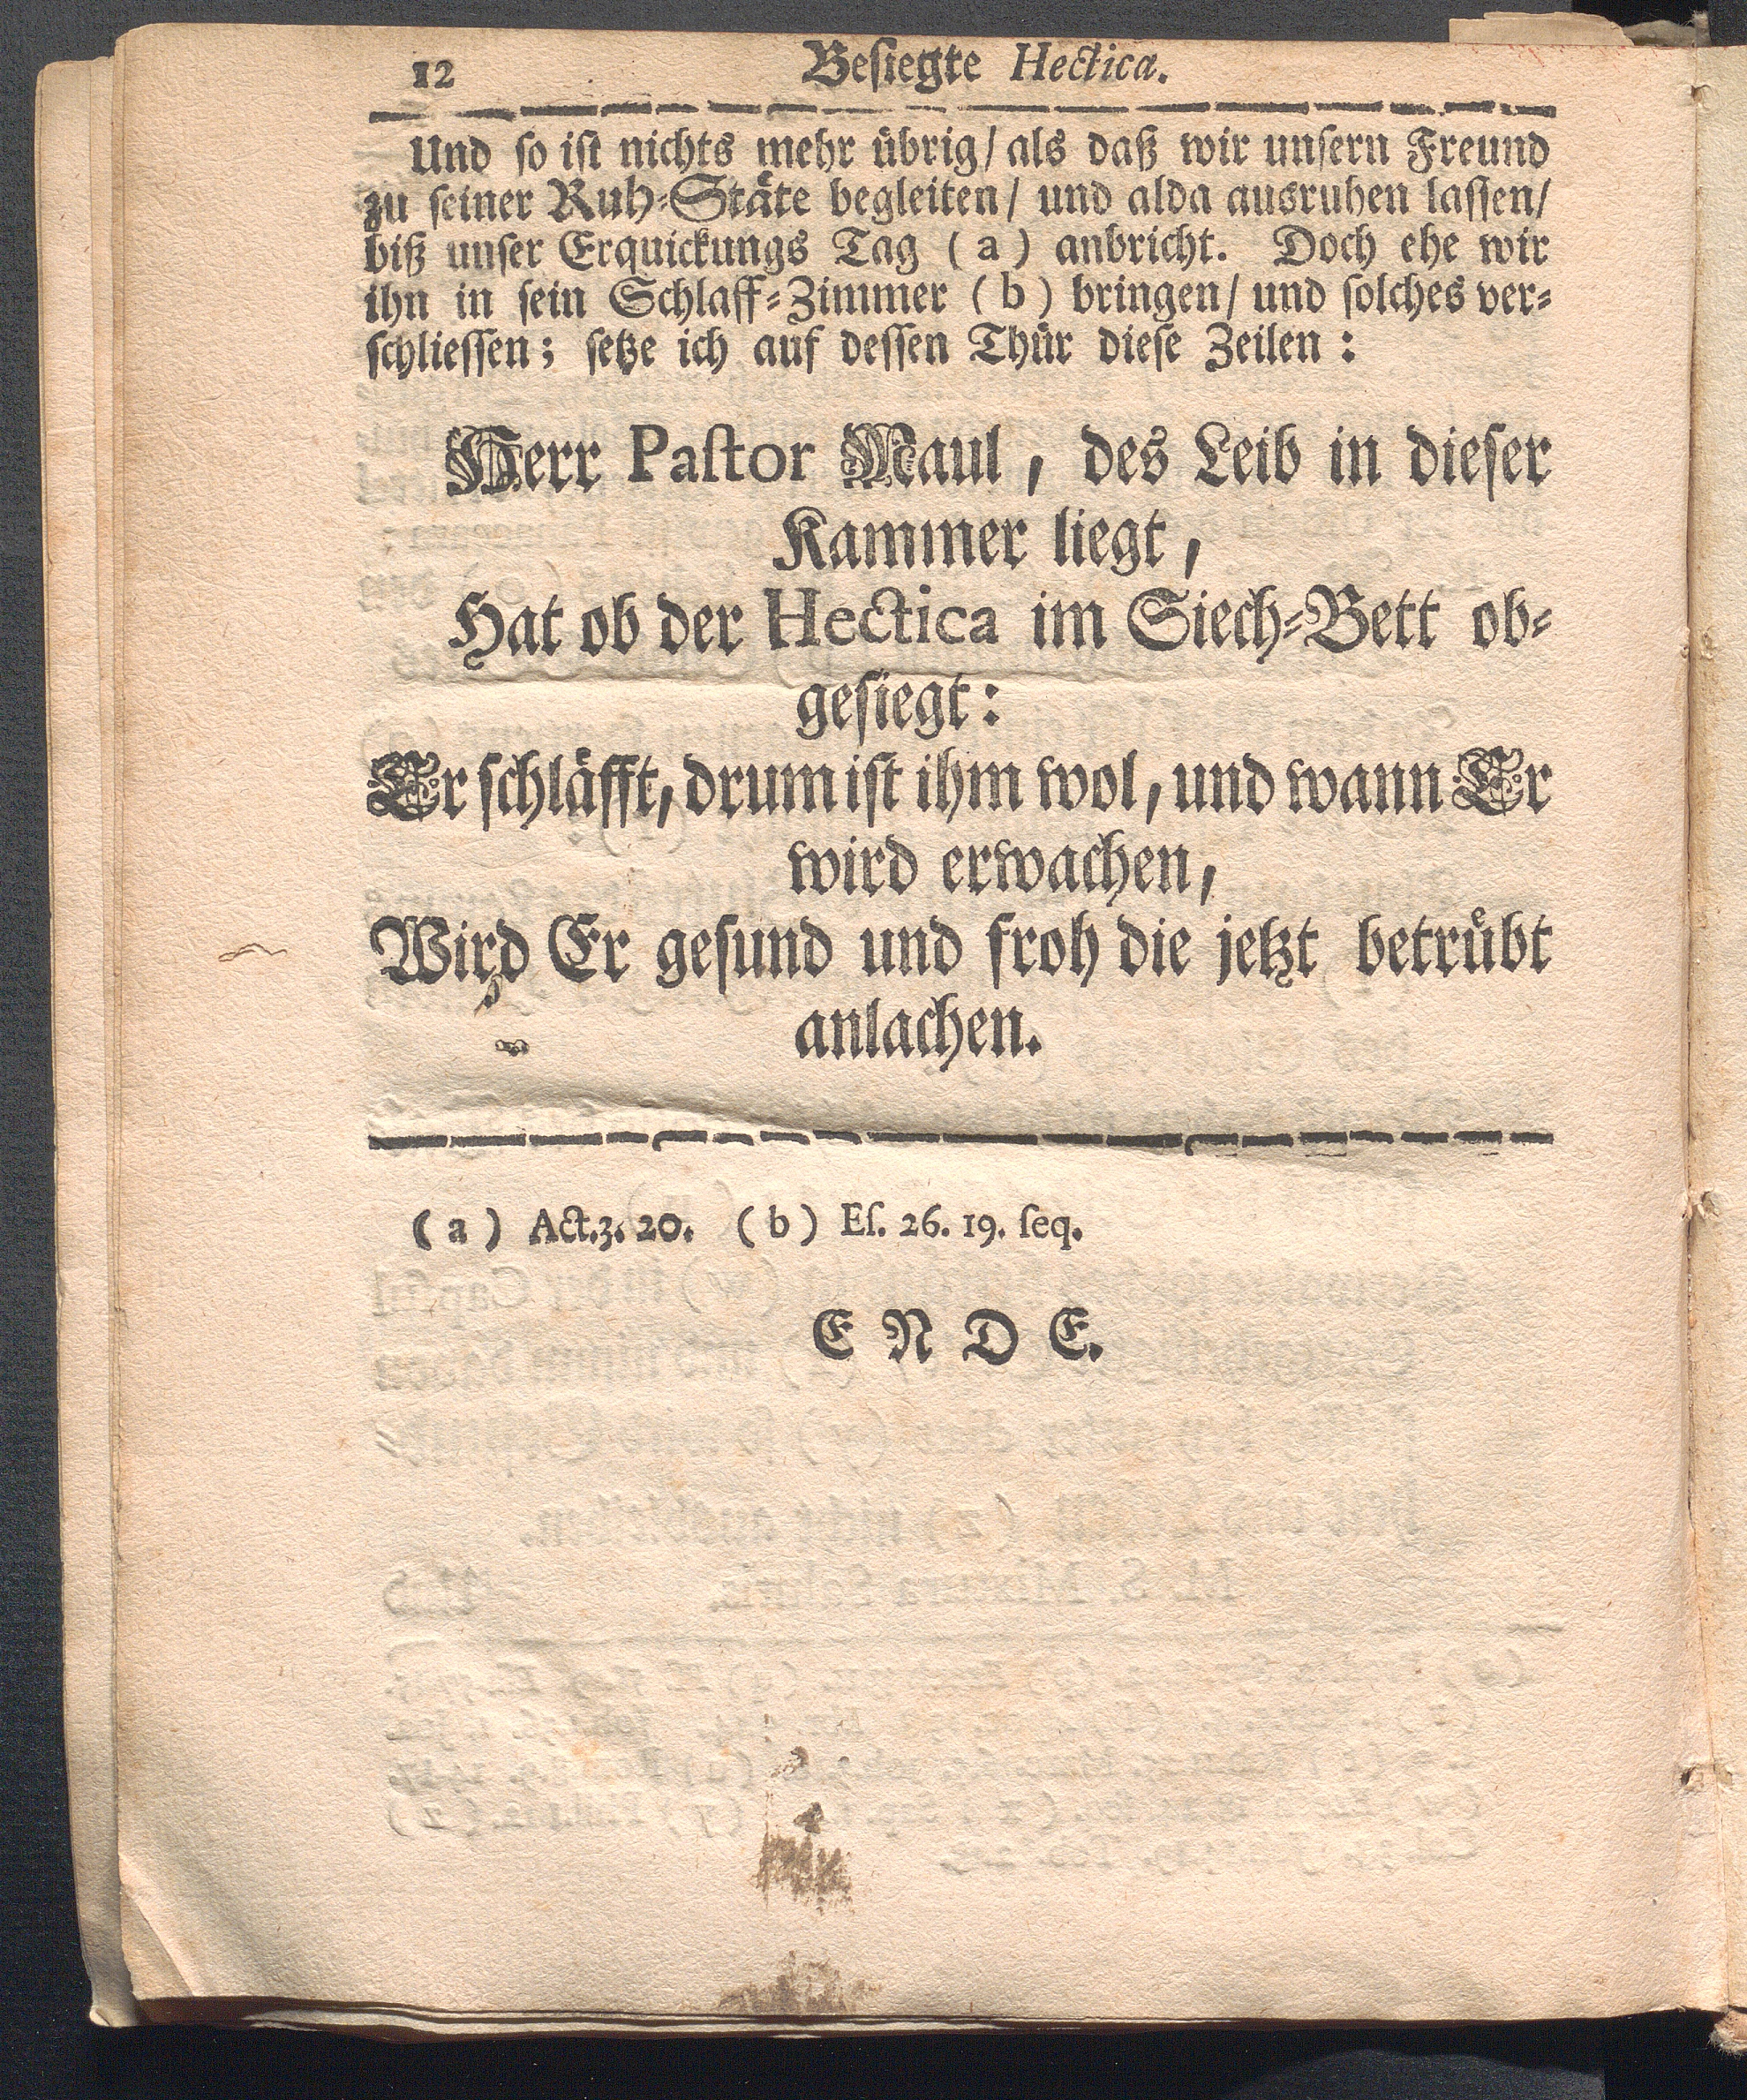 12 Besiegte Hectica.
Und so ist nichts mehr übrig/ als daß wir unsern Freund
zu seiner Ruh-Stäte begleiten/ und alda ausruhen lassen/
biß unser Erquickungs Tag (a) anbricht. Doch ehe wir
ihn in sein Schlaff-Zimmer (b) bringen/ und solches ver-
schliessen; setze ich auf dessen Thür diese Zeilen:
Herr Pastor Maul, des Leib in dieser
Kammer liegt,
Hat ob der Hectica im Siech-Bett ob-
gesiegt:
Er schläfft, drum ist ihm wol, und wann Er
wird erwachen,
Wird Er gesund und froh die jetzt betrübt
anlachen.
(a) Act. 3. 20. (b) Es. 26. 19. seq.
ENDE.